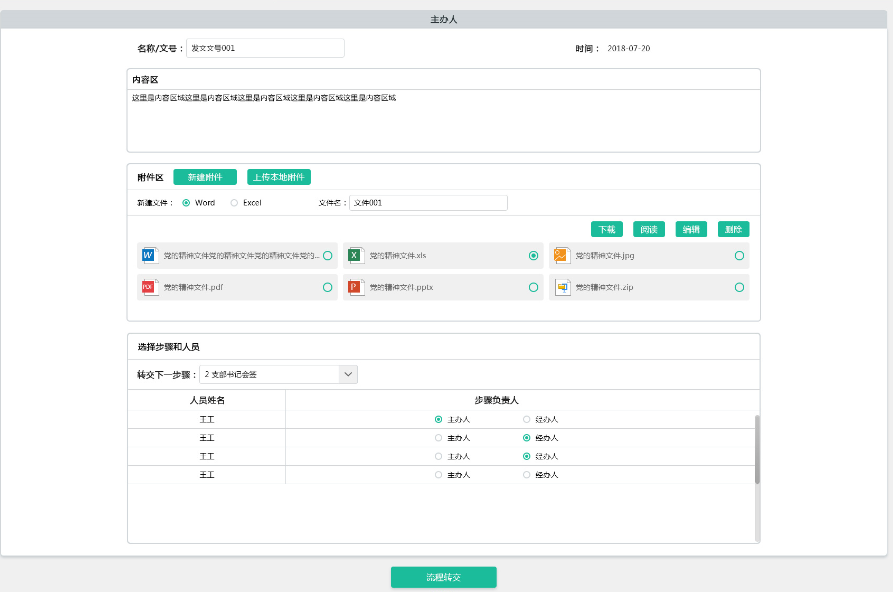 主办人
名称/文号： 发文文号001 时间： 2018-07-20
内容区
这里是内容区域这里是内容区域这里是内容区域这里是内容区域这里是内容区域
附件区 新建附件 上传本地附件
新建文件： Word Excel 文件名： 文件001
下载 阅读 编辑 删除
党的精神文件党的精神文件党的精神文件党的... 党的精神文件.xls 党的精神文件.jpg
PDF 党的精神文件.pdf 党的精神文件.pptx 党的精神文件.zip
选择步骤和人员
转交下一步骤： 2 支部书记会签
人员姓名 步骤负责人
王工 主办人 经办人
王工 主办人 经办人
王工 主办人 经办人
王工 主办人 经办人
流程转交